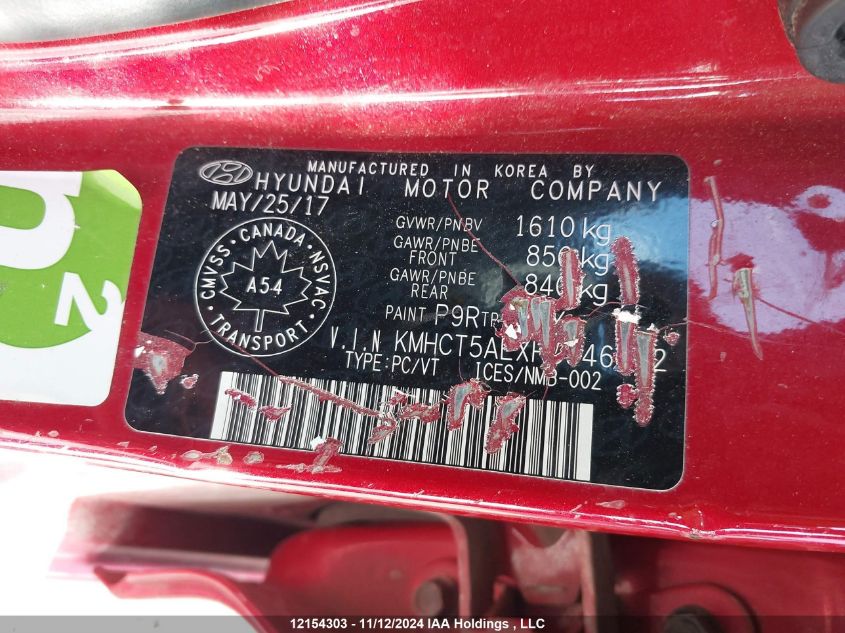 MANUFACTURED IN KOREA BY
HYUNDAI MOTOR COMPANY
MAY/25/17
GVWR/PNBV 1610 kg
GAWR/PNBE FRONT kg
GAWR/PNBE REAR kg
PAINT P9R
CMVSS · CANADA · NSVAC · TRANSPORT ·
A54
V.I.N
TYPE:PC/VT ICES/NMB-002
2
12154303 - 11/12/2024 IAA Holdings , LLC